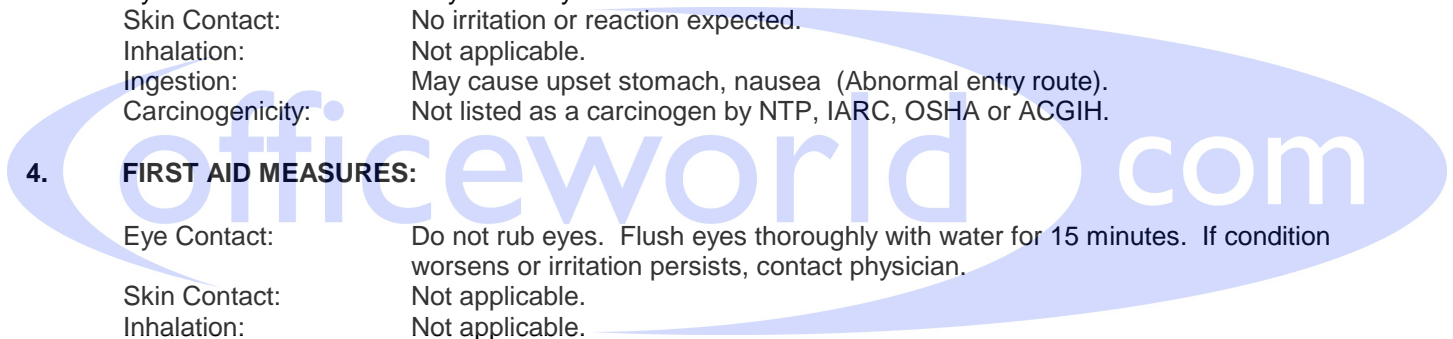 Skin Contact: No irritation or reaction expected.
Inhalation: Not applicable.
Ingestion: May cause upset stomach, nausea (Abnormal entry route).
Carcinogenicity: Not listed as a carcinogen by NTP, IARC, OSHA or ACGIH.
4. FIRST AID MEASURES:
officeworld com
Eye Contact: Do not rub eyes. Flush eyes thoroughly with water for 15 minutes. If condition
worsens or irritation persists, contact physician.
Skin Contact: Not applicable.
Inhalation: Not applicable.